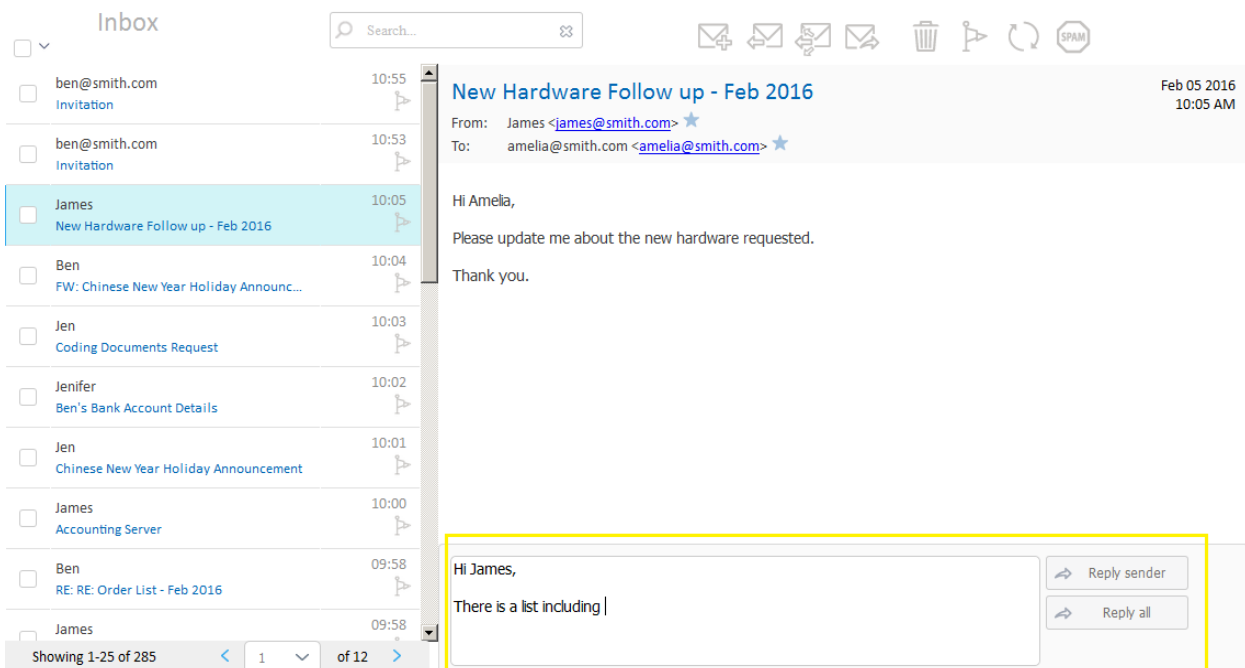 Inbox
Search...
SPAM
ben@smith.com 10:55
Invitation
ben@smith.com 10:53
Invitation
James 10:05
New Hardware Follow up - Feb 2016
Ben 10:04
FW: Chinese New Year Holiday Announc...
Jen 10:03
Coding Documents Request
Jenifer 10:02
Ben's Bank Account Details
Jen 10:01
Chinese New Year Holiday Announcement
James 10:00
Accounting Server
Ben 09:58
RE: RE: Order List - Feb 2016
James 09:58
Showing 1-25 of 285 < 1 of 12 >
New Hardware Follow up - Feb 2016
Feb 05 2016
10:05 AM
From: James <james@smith.com>
To: amelia@smith.com <amelia@smith.com>
Hi Amelia,
Please update me about the new hardware requested.
Thank you.
Hi James,
There is a list including
Reply sender
Reply all